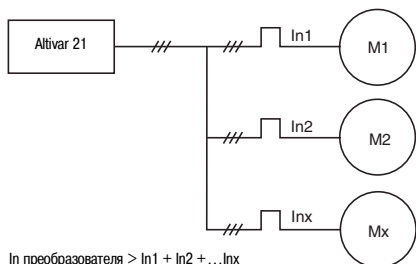 Altivar 21
In1
M1
In2
M2
Inx
Mx
In преобразователя > In1 + In2 +…Inx